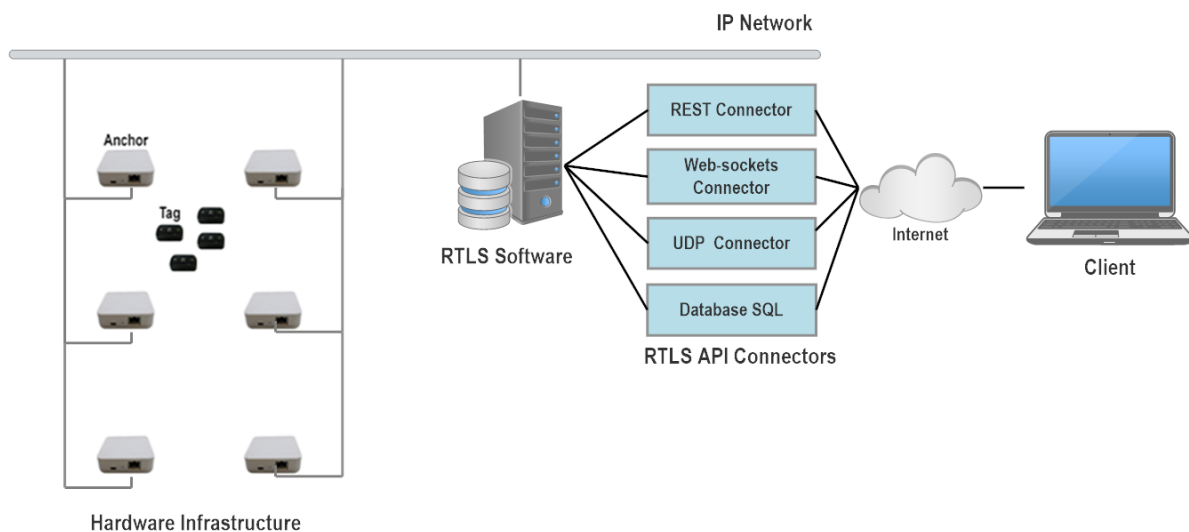 IP Network
Anchor
Tag
REST Connector
Web-sockets
Connector
UDP Connector
Database SQL
RTLS Software
RTLS API Connectors
Internet
Client
Hardware Infrastructure